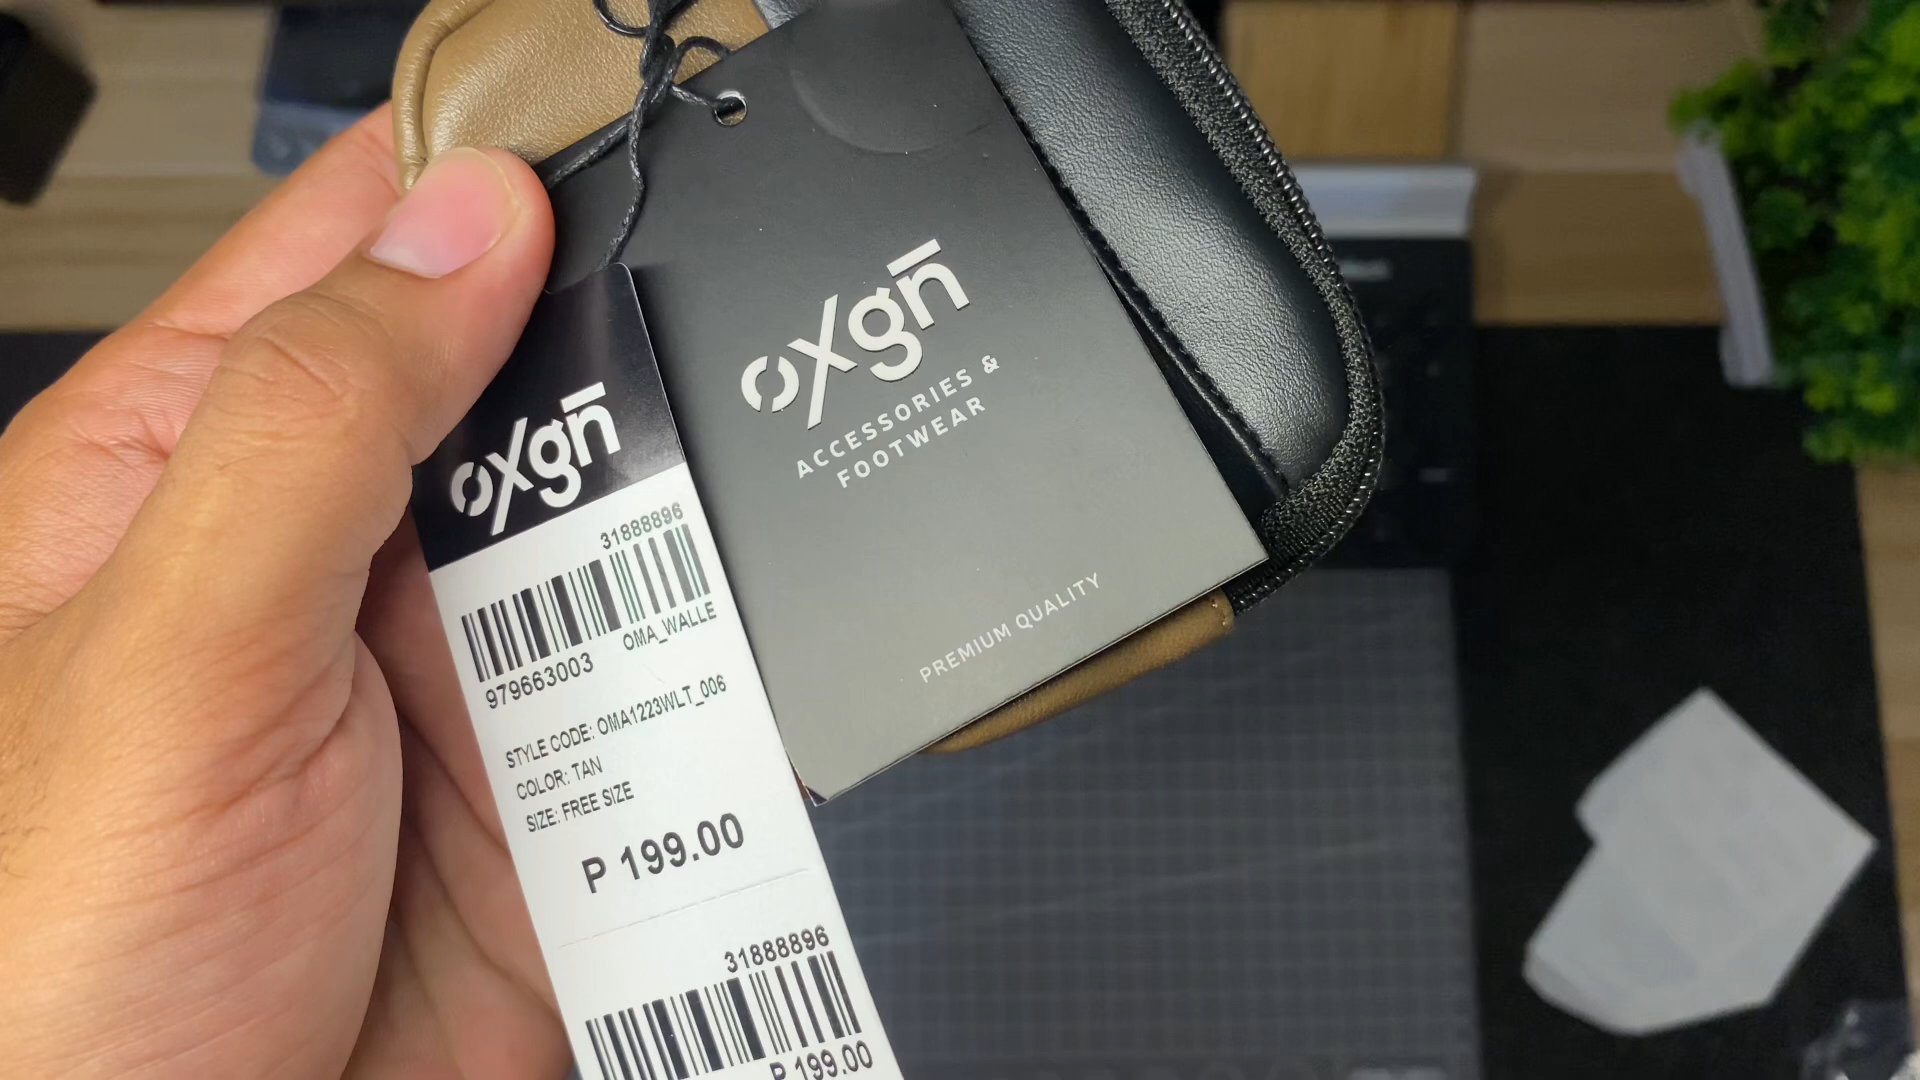 oxgn
ACCESSORIES &
FOOTWEAR
PREMIUM QUALITY
oxgn
31888896
OMA_WALLE
979663003
STYLE CODE: OMA1223WLT_006
COLOR: TAN
SIZE: FREE SIZE
P 199.00
31888896
P 199.00